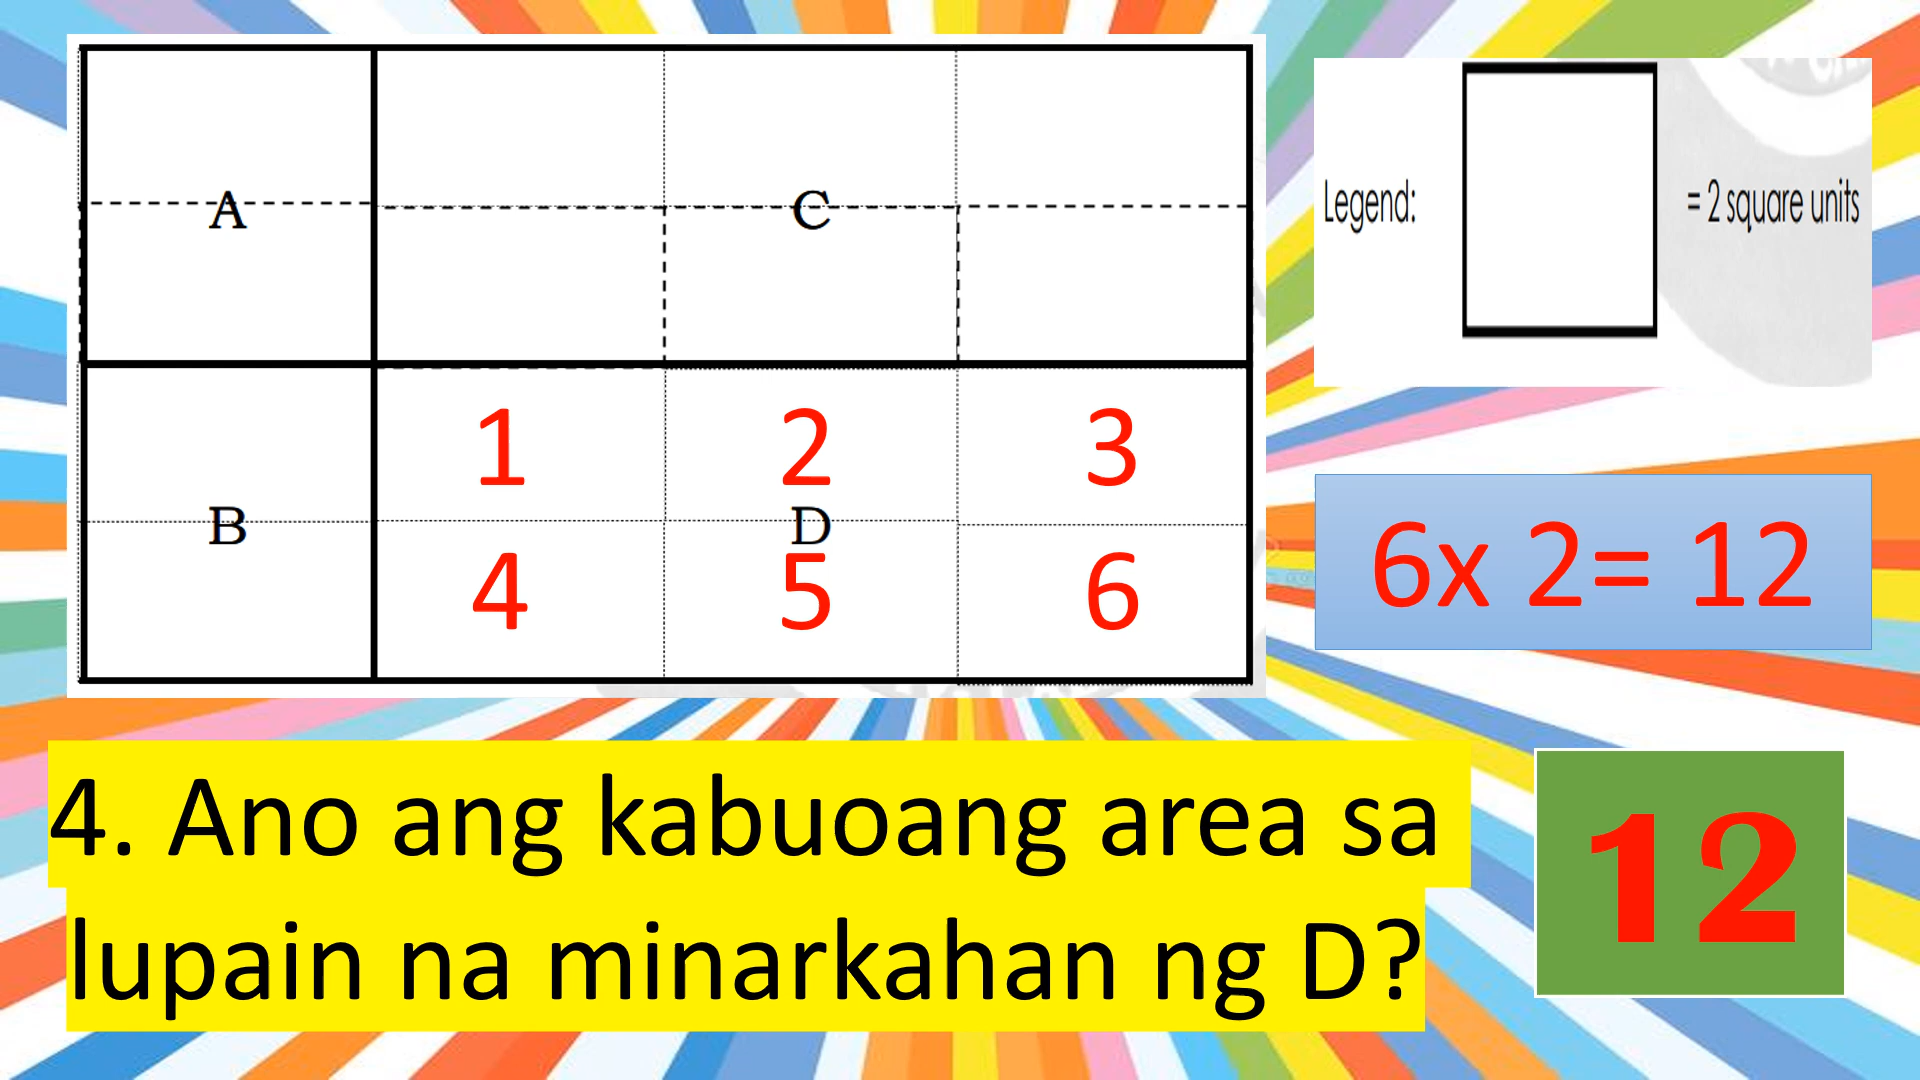 A
C
Legend: = 2 square units
1 2 3
B
D
4 5 6
6x 2= 12
4. Ano ang kabuoang area sa
lupain na minarkahan ng D?
12